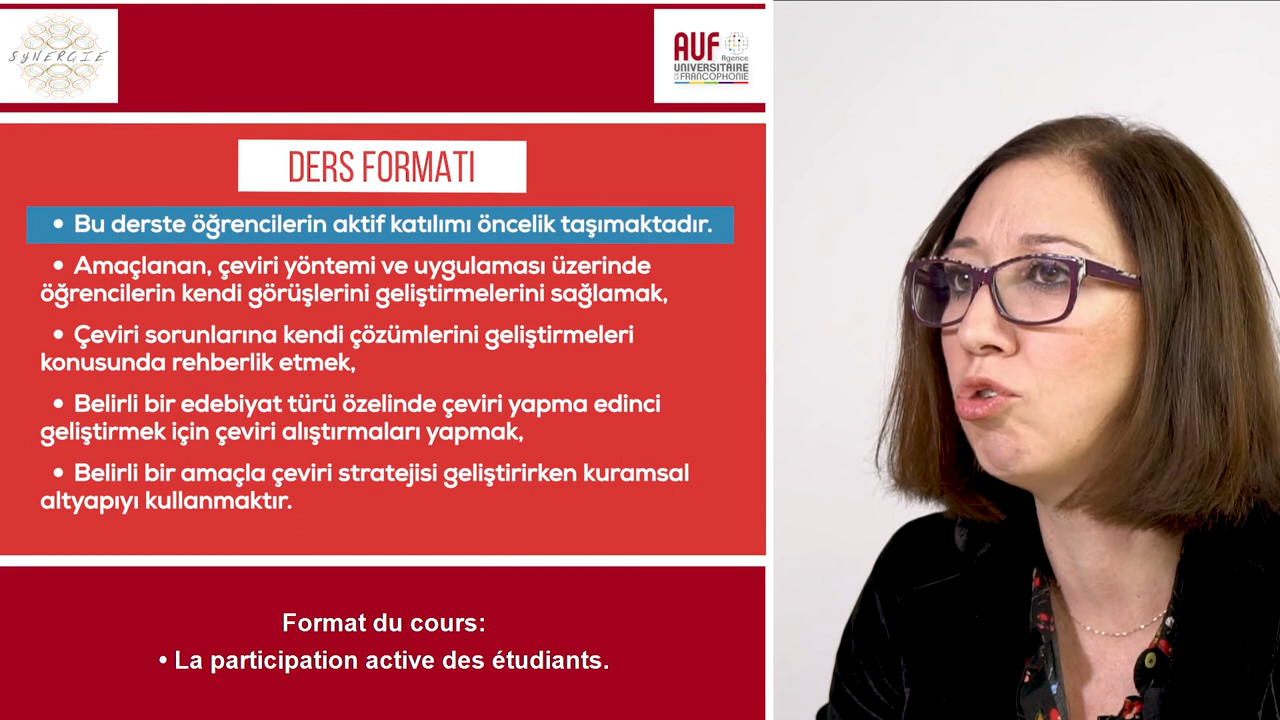 SYNERGIE
AUF
Agence
UNIVERSITAIRE
DE LA FRANCOPHONIE
DERS FORMATI
• Bu derste öğrencilerin aktif katılımı öncelik taşımaktadır.
• Amaçlanan, çeviri yöntemi ve uygulaması üzerinde
öğrencilerin kendi görüşlerini geliştirmelerini sağlamak,
• Çeviri sorunlarına kendi çözümlerini geliştirmeleri
konusunda rehberlik etmek,
• Belirli bir edebiyat türü özelinde çeviri yapma edinci
geliştirmek için çeviri alıştırmaları yapmak,
• Belirli bir amaçla çeviri stratejisi geliştirirken kuramsal
altyapıyı kullanmaktır.
Format du cours:
• La participation active des étudiants.